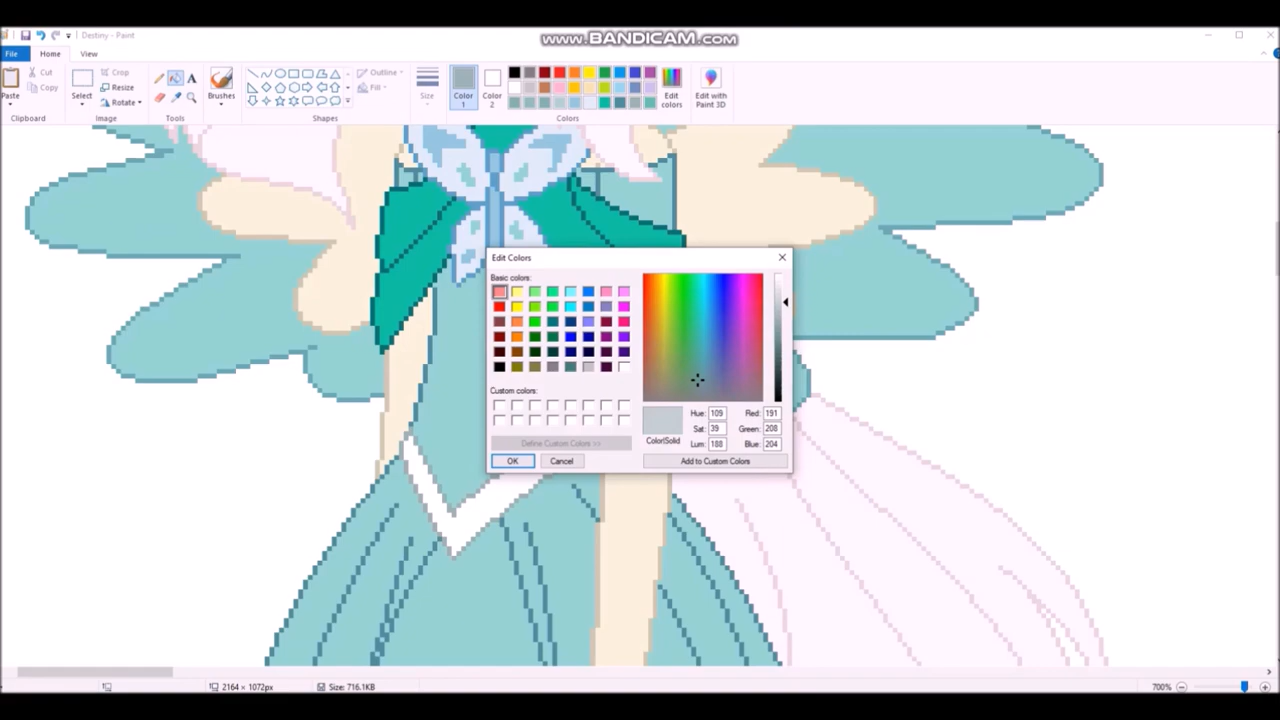 www.BANDICAM.com
Destiny - Paint
File Home View
Cut
Copy
Paste
Clipboard
Select
Crop
Resize
Rotate
Image
Tools
Brushes
Outline
Fill
Shapes
Size
Color 1
Color 2
Edit colors
Edit with Paint 3D
Colors
Edit Colors
Basic colors:
Custom colors:
Define Custom Colors >>
OK Cancel
Color|Solid
Hue: 109 Red: 191
Sat: 39 Green: 208
Lum: 188 Blue: 204
Add to Custom Colors
2164 × 1072px Size: 716.1KB 700%